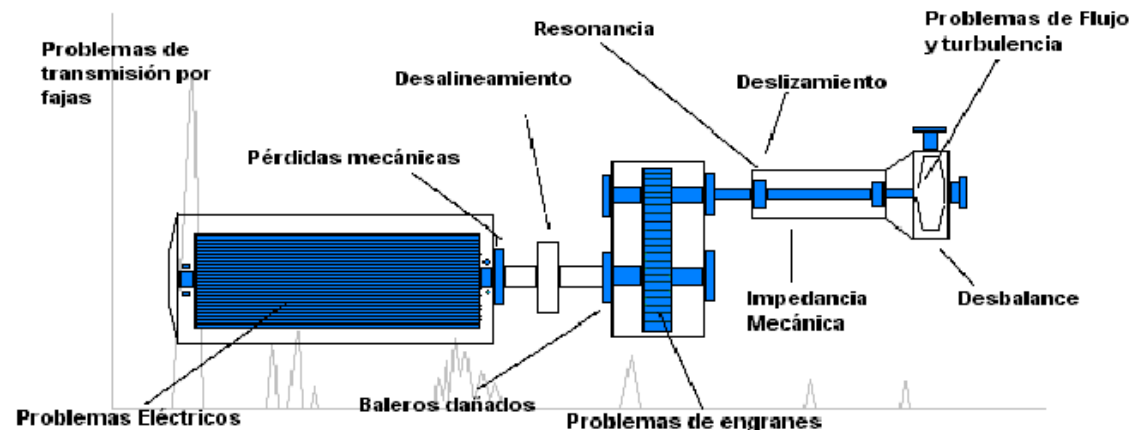 Problemas de Flujo
y turbulencia
Resonancia
Problemas de
transmisión por
fajas
Desalineamiento
Deslizamiento
Pérdidas mecánicas
Impedancia
Mecánica
Desbalance
Baleros dañados
Problemas Eléctricos
Problemas de engranes